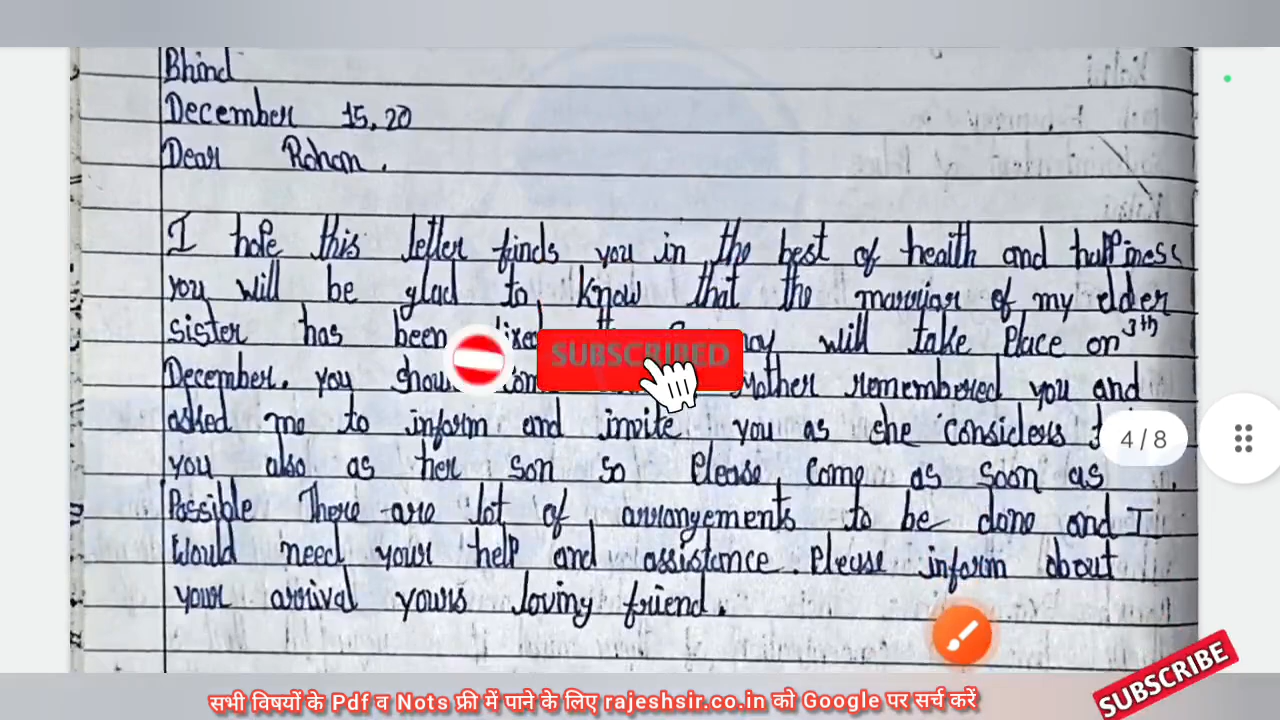 Bhind
December 15, 20
Dear Rohan.
I hope this letter finds you in the best of health and happiness
you will be glad to know that the marriar of my elder
sister has been will take place on 3th
December. you Mother remembered you and
asked me to inform and invite you as she considers
you also as her son so please come as soon as
Possible There are lot of arrangements to be done and I
Would need your help and assistance. Please inform about
your arrival yours loving friend.
SUBSCRIBED
4 / 8
SUBSCRIBE
सभी विषयों के Pdf व Nots फ्री में पाने के लिए rajeshsir.co.in को Google पर सर्च करें